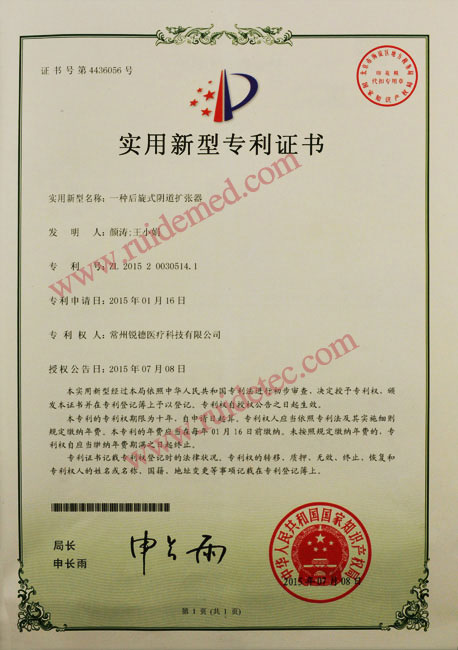 证书号第4436056号
印花税
代扣专用章
实用新型专利证书
实用新型名称：一种后旋式阴道扩张器
发 明 人：颜涛;王小娟
专 利 号：ZL 2015 2 0030514.1
专利申请日：2015年01月16日
专 利 权 人：常州锐德医疗科技有限公司
授权公告日：2015年07月08日
本实用新型经过本局依照中华人民共和国专利法进行初步审查，决定授予专利权，颁
发本证书并在专利登记簿上予以登记。专利权自授权公告之日起生效。
本专利的专利权期限为十年，自申请日起算。专利权人应当依照专利法及其实施细则
规定缴纳年费。本专利的年费应当在每年01月16日前缴纳。未按照规定缴纳年费的，专利
权自应当缴纳年费期满之日起终止。
专利证书记载专利权登记时的法律状况。专利权的转移、质押、无效、终止、恢复和
专利权人的姓名或名称、国籍、地址变更等事项记载在专利登记簿上。
局长
申长雨
申长雨
中华人民共和国国家知识产权局
2015年07月08日
第1页(共1页)
www.ruidemed.com
www.ruidetec.com